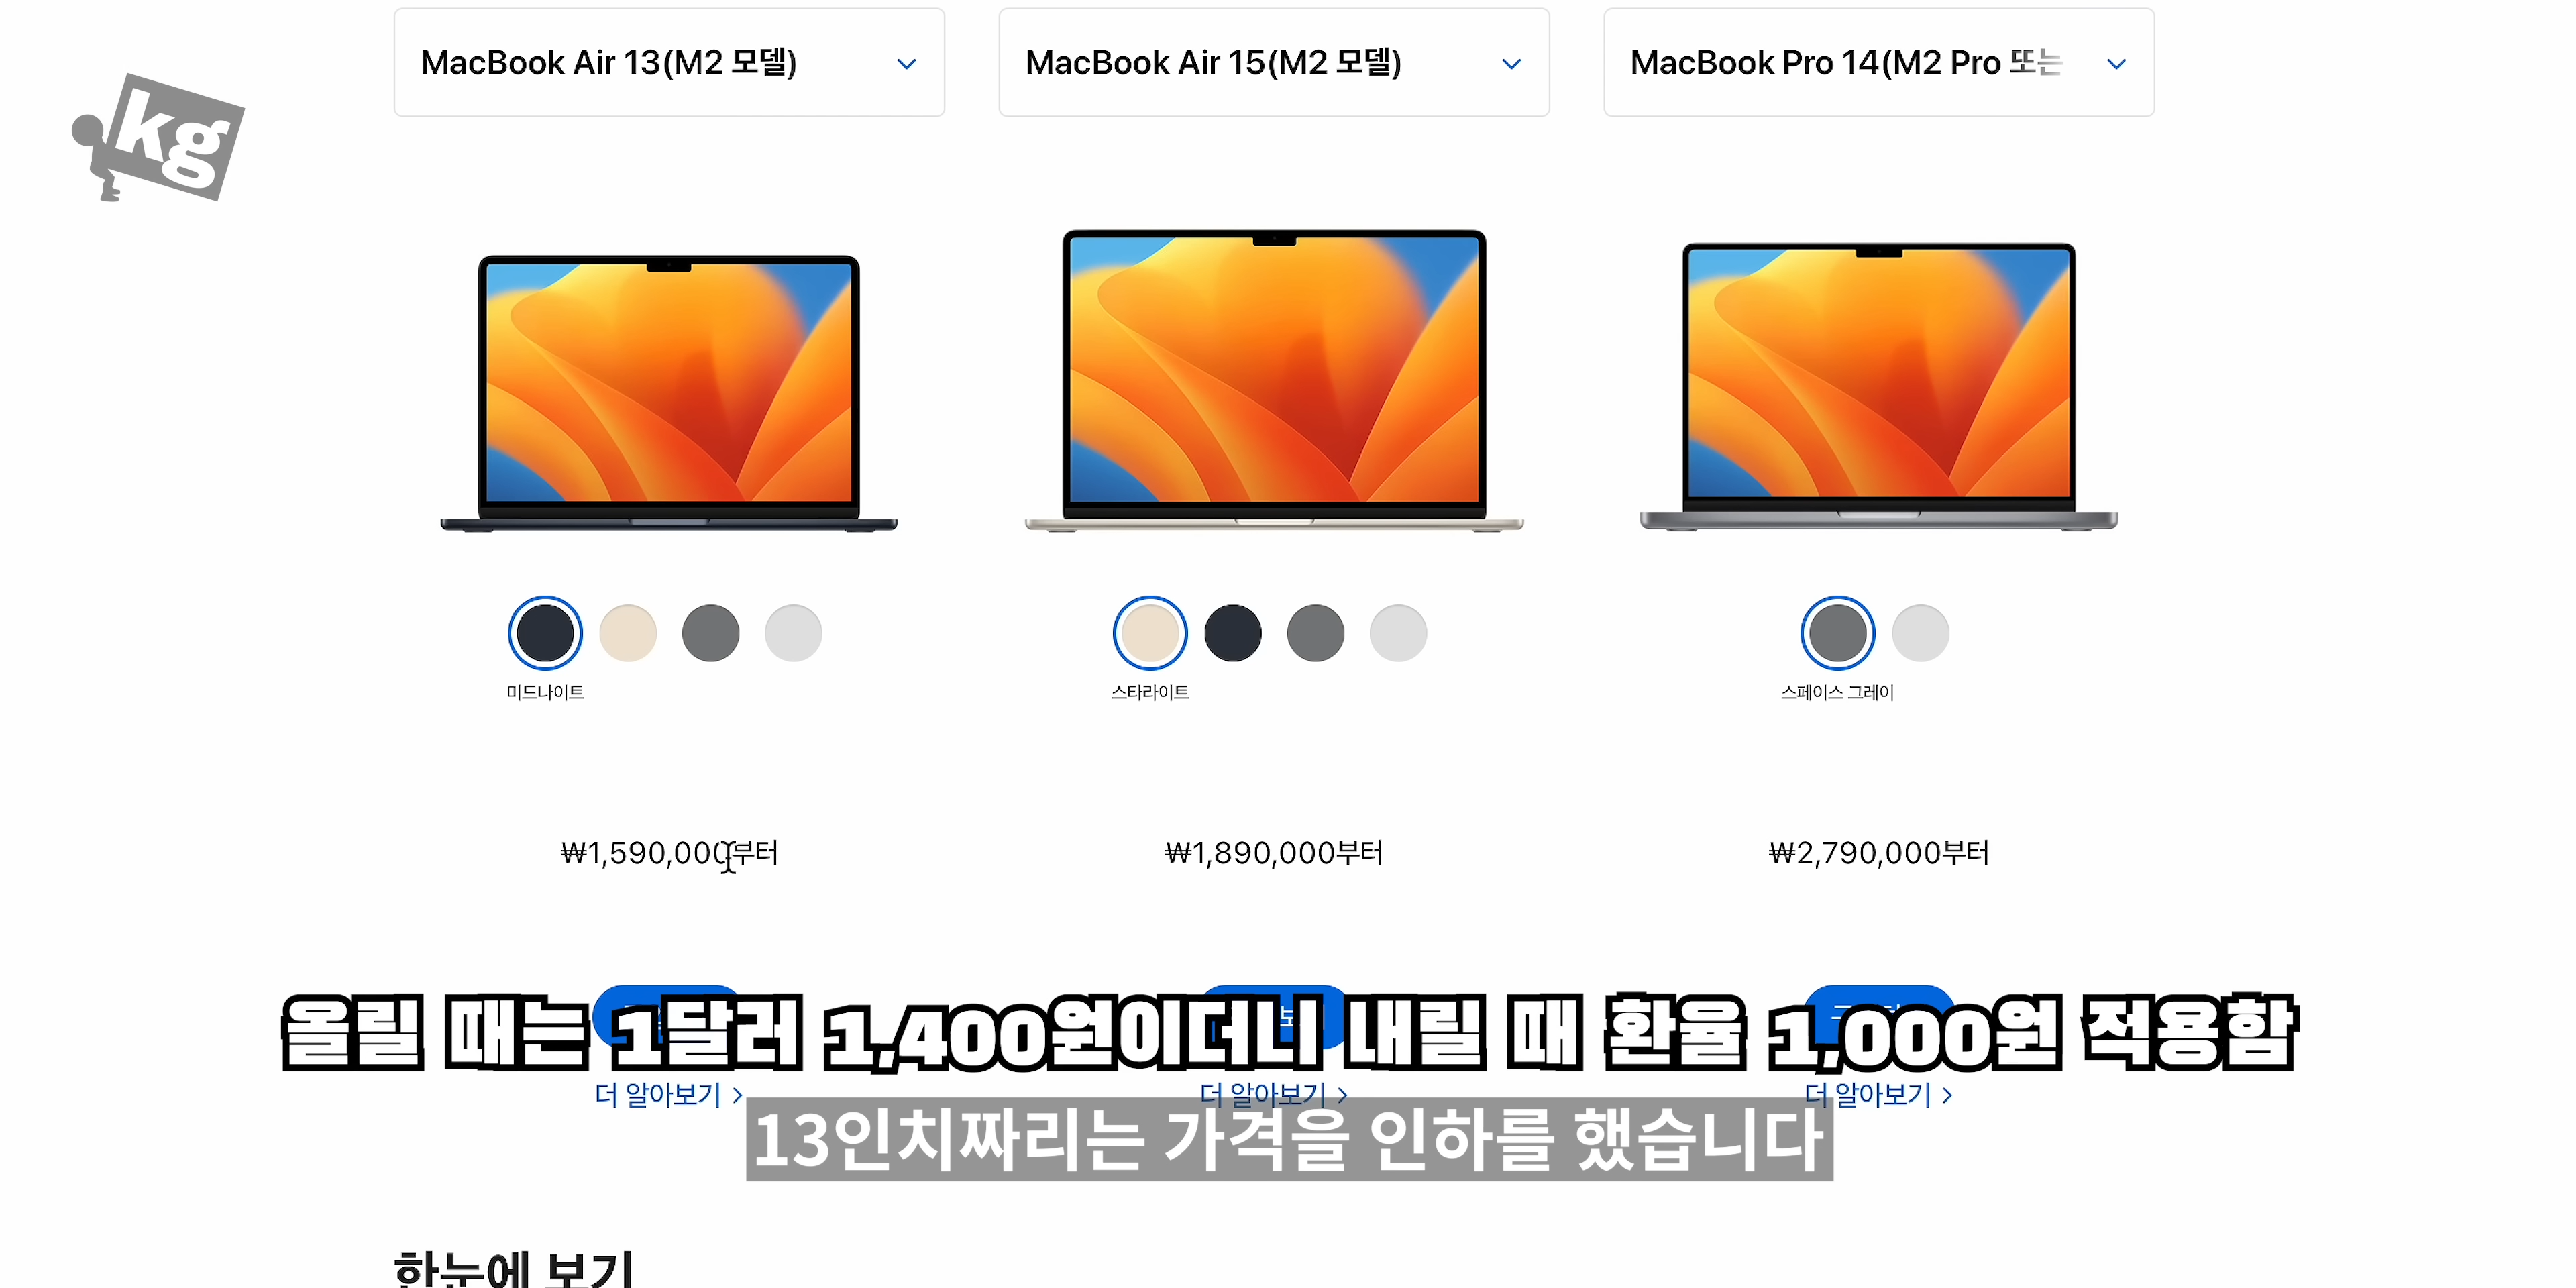 MacBook Air 13(M2 모델)
MacBook Air 15(M2 모델)
MacBook Pro 14(M2 Pro 또는
kg
미드나이트
스타라이트
스페이스 그레이
₩1,590,000부터
₩1,890,000부터
₩2,790,000부터
올릴 때는 1달러 1,400원이더니 내릴 때 환율 1,000원 적용함
더 알아보기 >
더 알아보기 >
더 알아보기 >
13인치짜리는 가격을 인하를 했습니다
한눈에 보기